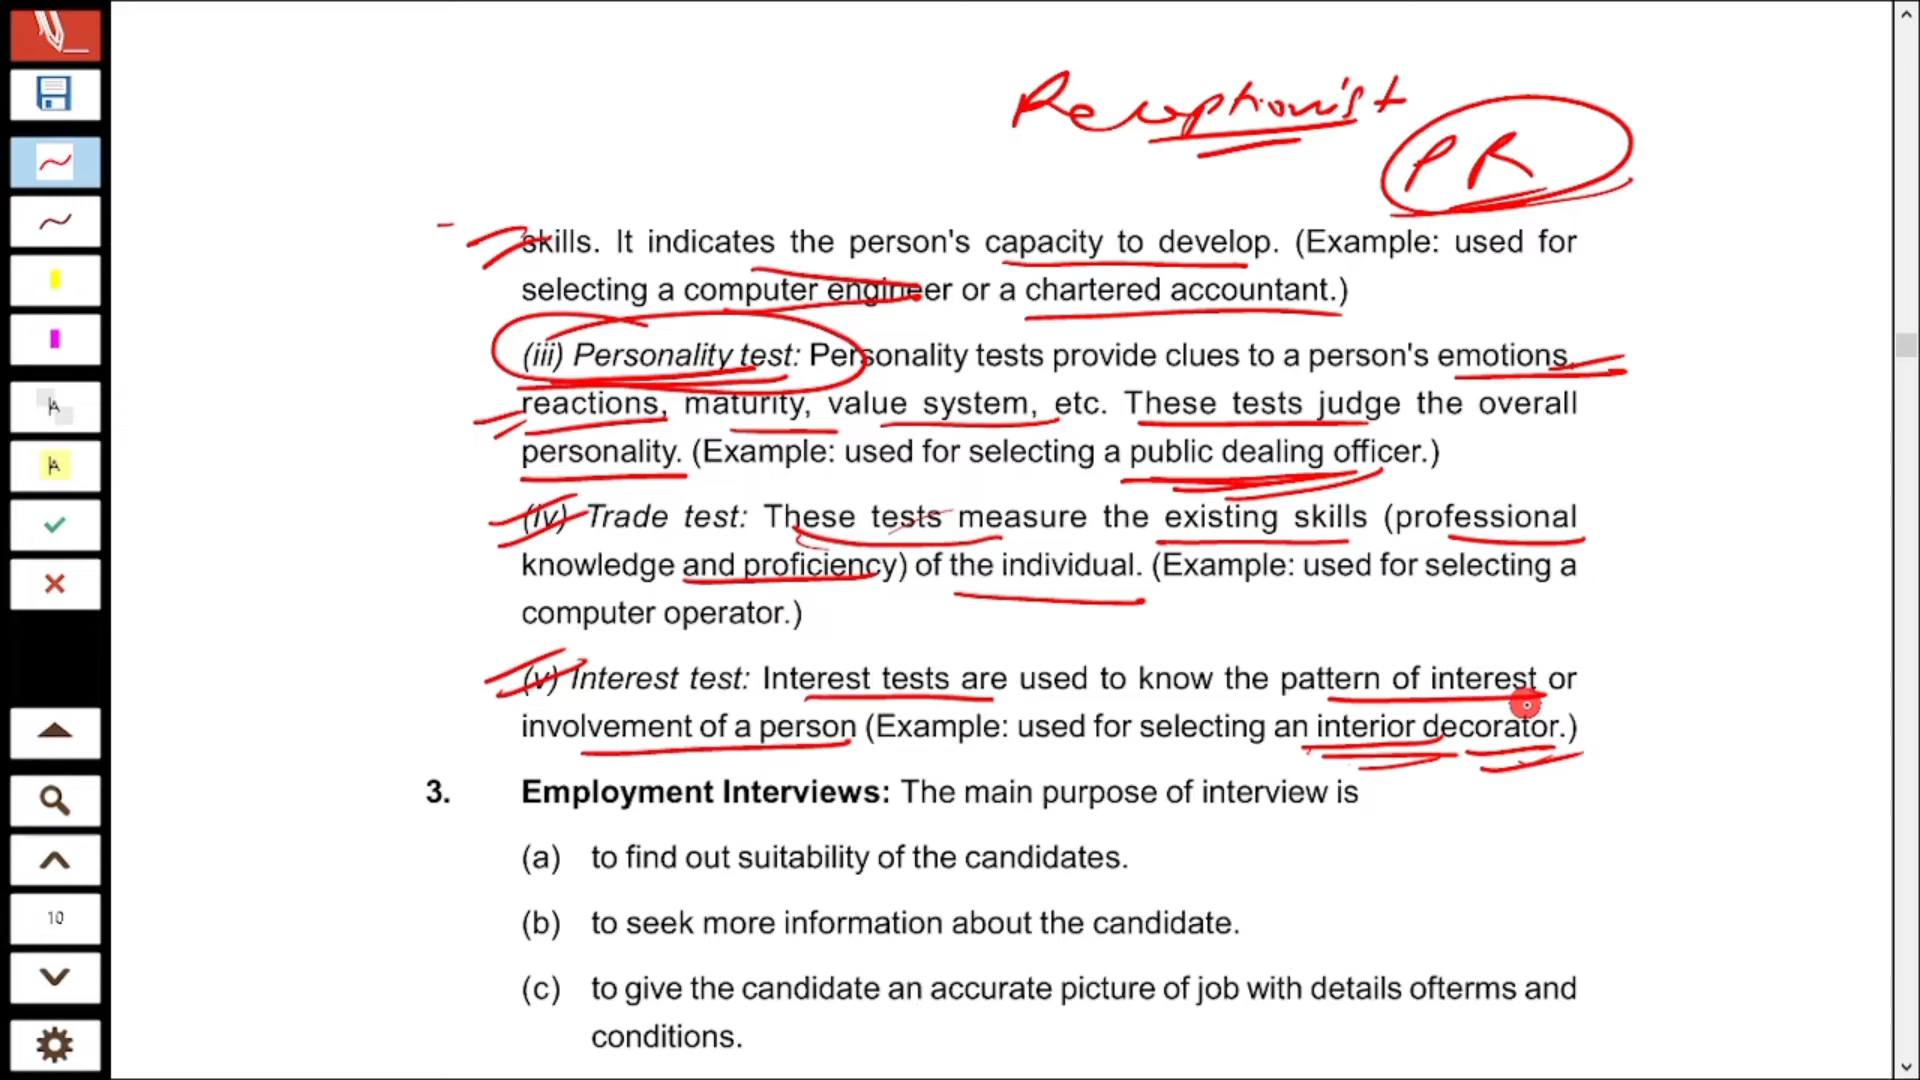 Receptionist
PR
skills. It indicates the person's capacity to develop. (Example: used for
selecting a computer engineer or a chartered accountant.)
(iii) Personality test: Personality tests provide clues to a person's emotions,
reactions, maturity, value system, etc. These tests judge the overall
personality. (Example: used for selecting a public dealing officer.)
(iv) Trade test: These tests measure the existing skills (professional
knowledge and proficiency) of the individual. (Example: used for selecting a
computer operator.)
(v) Interest test: Interest tests are used to know the pattern of interest or
involvement of a person (Example: used for selecting an interior decorator.)
3. Employment Interviews: The main purpose of interview is
(a) to find out suitability of the candidates.
(b) to seek more information about the candidate.
(c) to give the candidate an accurate picture of job with details ofterms and
conditions.
A
A
10